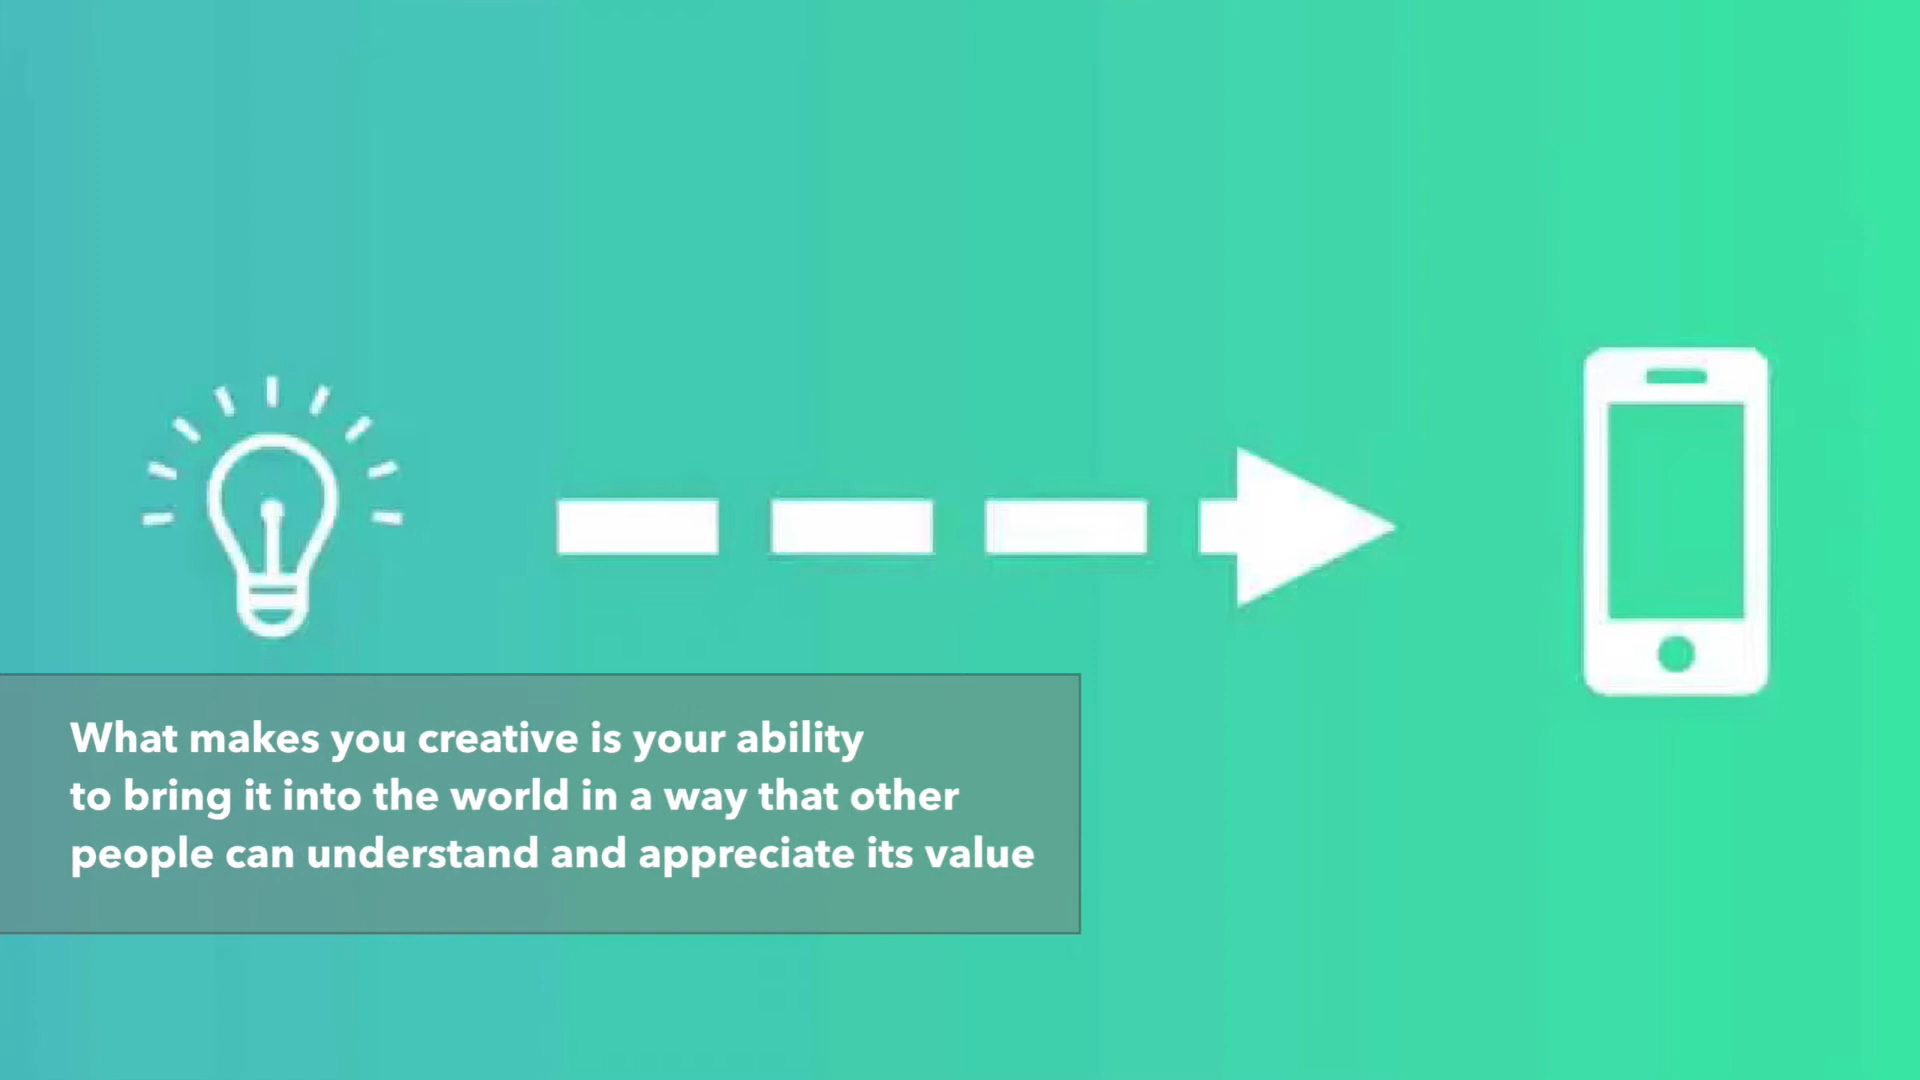 What makes you creative is your ability
to bring it into the world in a way that other
people can understand and appreciate its value